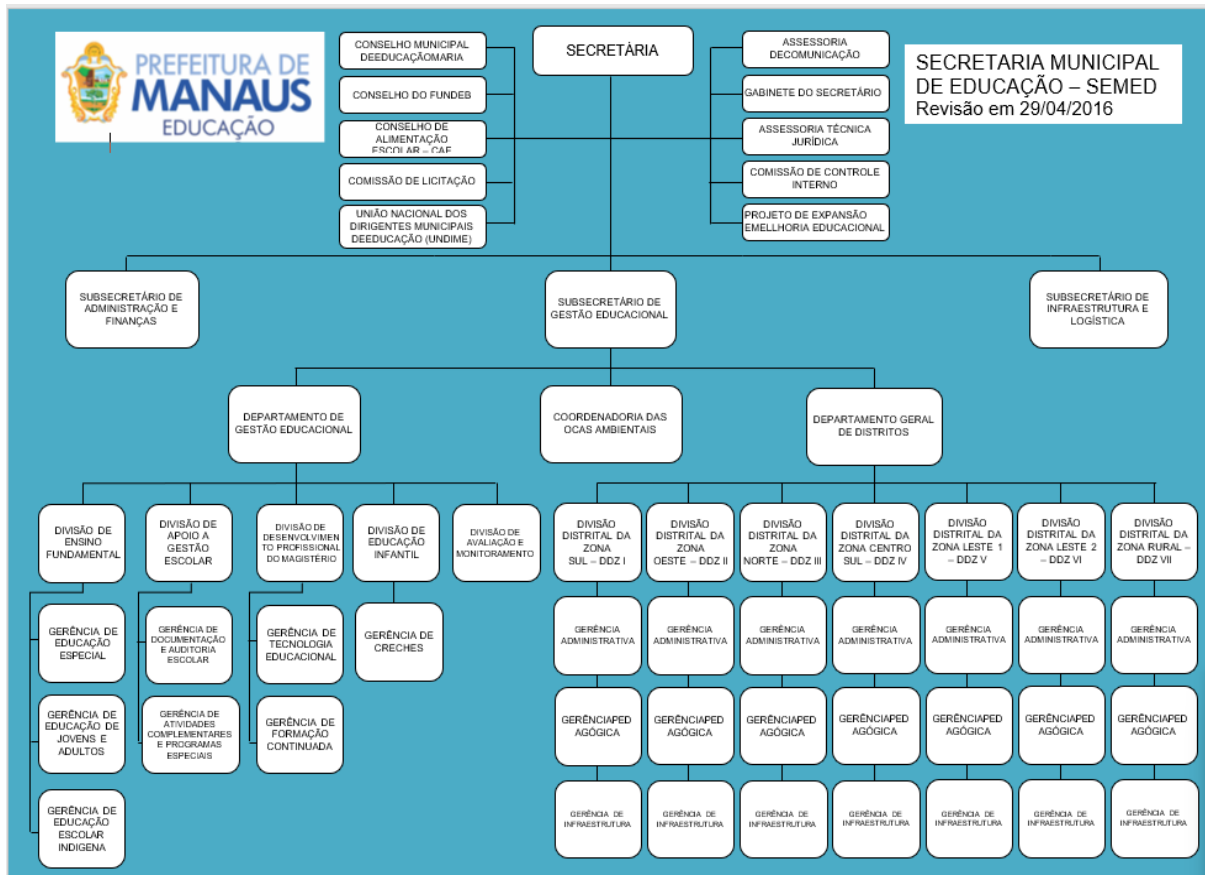 PREFEITURA DE
MANAUS
EDUCAÇÃO
SECRETÀRIA
SECRETARIA MUNICIPAL
DE EDUCAÇÃO – SEMED
Revisão em 29/04/2016
CONSELHO MUNICIPAL
DEEDUCAÇÃOMARIA
CONSELHO DO FUNDEB
CONSELHO DE
ALIMENTAÇÃO
ESCOLAR – CAE
COMISSÃO DE LICITAÇÃO
UNIÃO NACIONAL DOS
DIRIGENTES MUNICIPAIS
DEEDUCAÇÃO (UNDIME)
ASSESSORIA
DECOMUNICAÇÃO
GABINETE DO SECRETÁRIO
ASSESSORIA TÉCNICA
JURÍDICA
COMISSÃO DE CONTROLE
INTERNO
PROJETO DE EXPANSÃO
EMELLHORIA EDUCACIONAL
SUBSECRETÁRIO DE
ADMINISTRAÇÃO E
FINANÇAS
SUBSECRETÁRIO DE
GESTÃO EDUCACIONAL
SUBSECRETÁRIO DE
INFRAESTRUTURA E
LOGÍSTICA
DEPARTAMENTO DE
GESTÃO EDUCACIONAL
COORDENADORIA DAS
OCAS AMBIENTAIS
DEPARTAMENTO GERAL
DE DISTRITOS
DIVISÃO DE
ENSINO
FUNDAMENTAL
DIVISÃO DE
APOIO A
GESTÃO
ESCOLAR
DIVISÃO DE
DESENVOLVIMEN
TO PROFISSIONAL
DO MAGISTÉRIO
DIVISÃO DE
EDUCAÇÃO
INFANTIL
DIVISÃO DE
AVALIAÇÃO E
MONITORAMENTO
DIVISÃO
DISTRITAL DA
ZONA
SUL – DDZ I
DIVISÃO
DISTRITAL DA
ZONA
OESTE – DDZ II
DIVISÃO
DISTRITAL DA
ZONA
NORTE – DDZ III
DIVISÃO
DISTRITAL DA
ZONA CENTRO
SUL – DDZ IV
DIVISÃO
DISTRITAL DA
ZONA LESTE 1
– DDZ V
DIVISÃO
DISTRITAL DA
ZONA LESTE 2
– DDZ VI
DIVISÃO
DISTRITAL DA
ZONA RURAL –
DDZ VII
GERÊNCIA DE
EDUCAÇÃO
ESPECIAL
GERÊNCIA DE
DOCUMENTAÇÃO
E AUDITORIA
ESCOLAR
GERÊNCIA DE
TECNOLOGIA
EDUCACIONAL
GERÊNCIA DE
CRECHES
GERÊNCIA
ADMINISTRATIVA
GERÊNCIA
ADMINISTRATIVA
GERÊNCIA
ADMINISTRATIVA
GERÊNCIA
ADMINISTRATIVA
GERÊNCIA
ADMINISTRATIVA
GERÊNCIA
ADMINISTRATIVA
GERÊNCIA
ADMINISTRATIVA
GERÊNCIA DE
EDUCAÇÃO DE
JOVENS E
ADULTOS
GERÊNCIA DE
ATIVIDADES
COMPLEMENTARES
E PROGRAMAS
ESPECIAIS
GERÊNCIA DE
FORMAÇÃO
CONTINUADA
GERÊNCIAPED
AGÓGICA
GERÊNCIAPED
AGÓGICA
GERÊNCIAPED
AGÓGICA
GERÊNCIAPED
AGÓGICA
GERÊNCIAPED
AGÓGICA
GERÊNCIAPED
AGÓGICA
GERÊNCIAPED
AGÓGICA
GERÊNCIA DE
EDUCAÇÃO
ESCOLAR
INDIGENA
GERÊNCIA DE
INFRAESTRUTURA
GERÊNCIA DE
INFRAESTRUTURA
GERÊNCIA DE
INFRAESTRUTURA
GERÊNCIA DE
INFRAESTRUTURA
GERÊNCIA DE
INFRAESTRUTURA
GERÊNCIA DE
INFRAESTRUTURA
GERÊNCIA DE
INFRAESTRUTURA